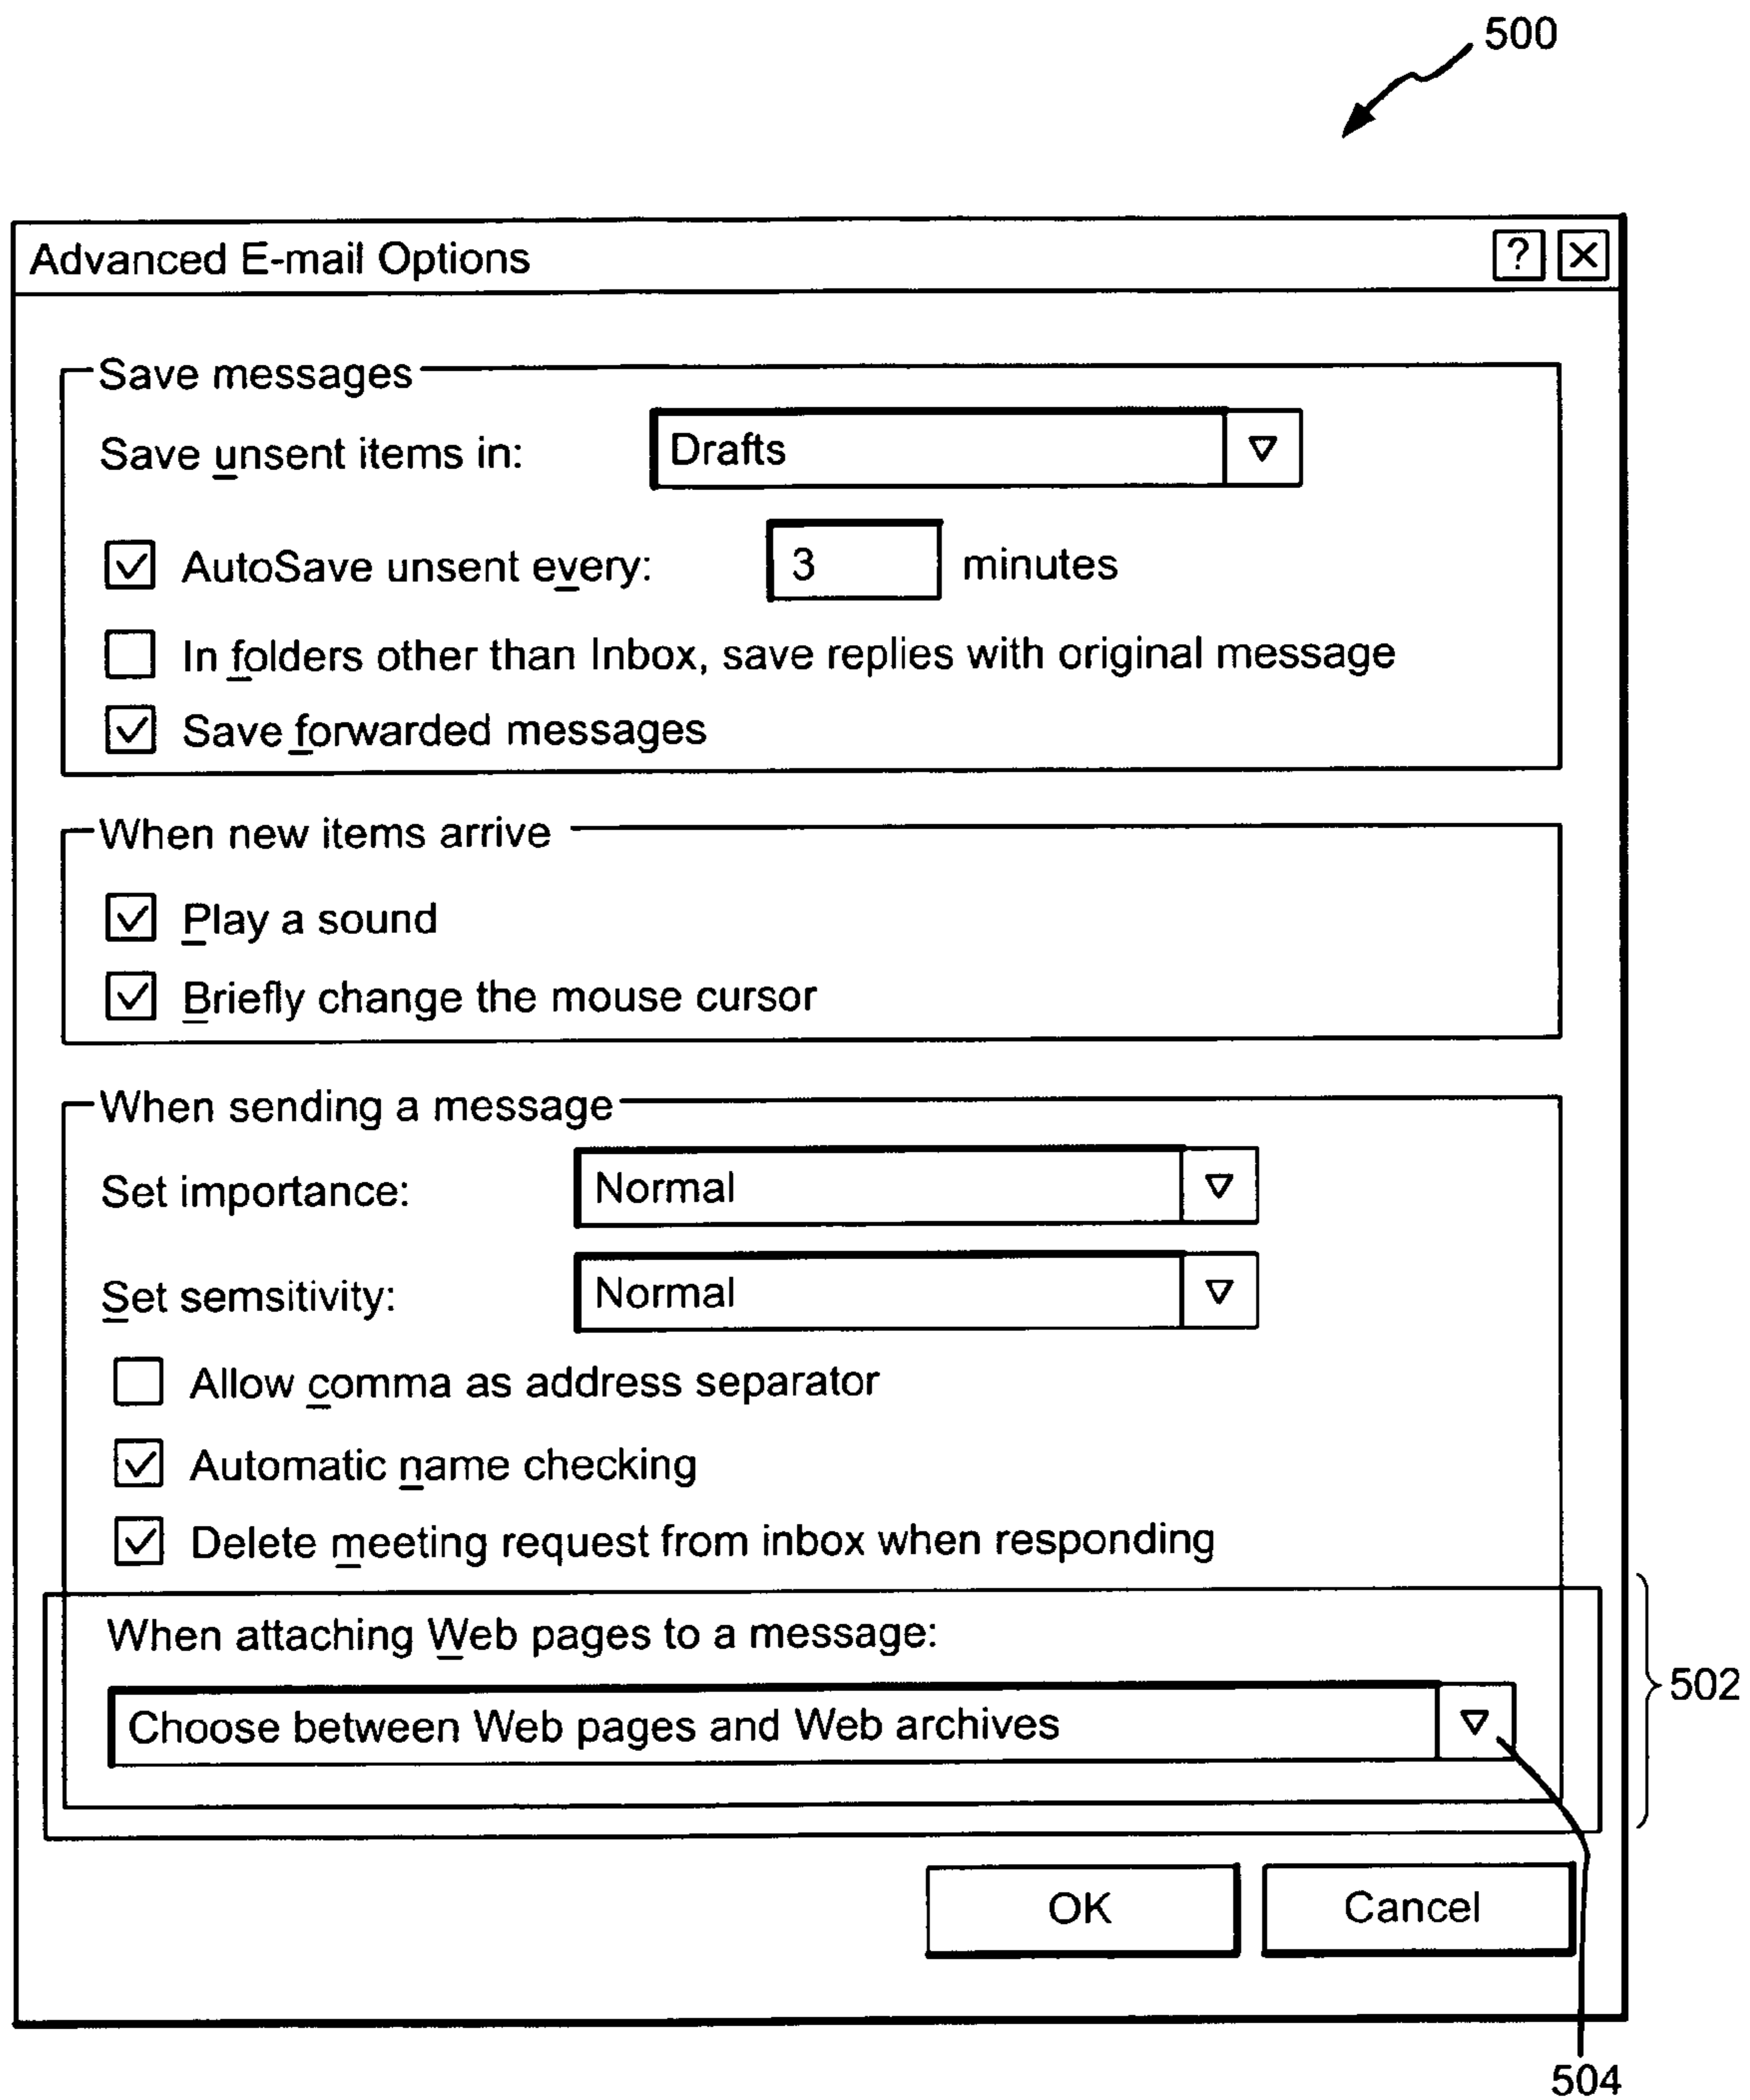 500
Advanced E-mail Options ? X
Save messages
Save unsent items in: Drafts
AutoSave unsent every: 3 minutes
In folders other than Inbox, save replies with original message
Save forwarded messages
When new items arrive
Play a sound
Briefly change the mouse cursor
When sending a message
Set importance: Normal
Set semsitivity: Normal
Allow comma as address separator
Automatic name checking
Delete meeting request from inbox when responding
When attaching Web pages to a message:
502
Choose between Web pages and Web archives
OK Cancel
504